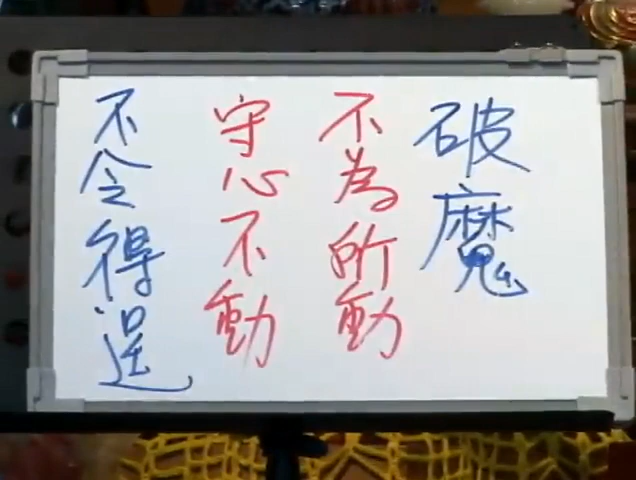 破魔
不為所動
守心不動
不令得逞